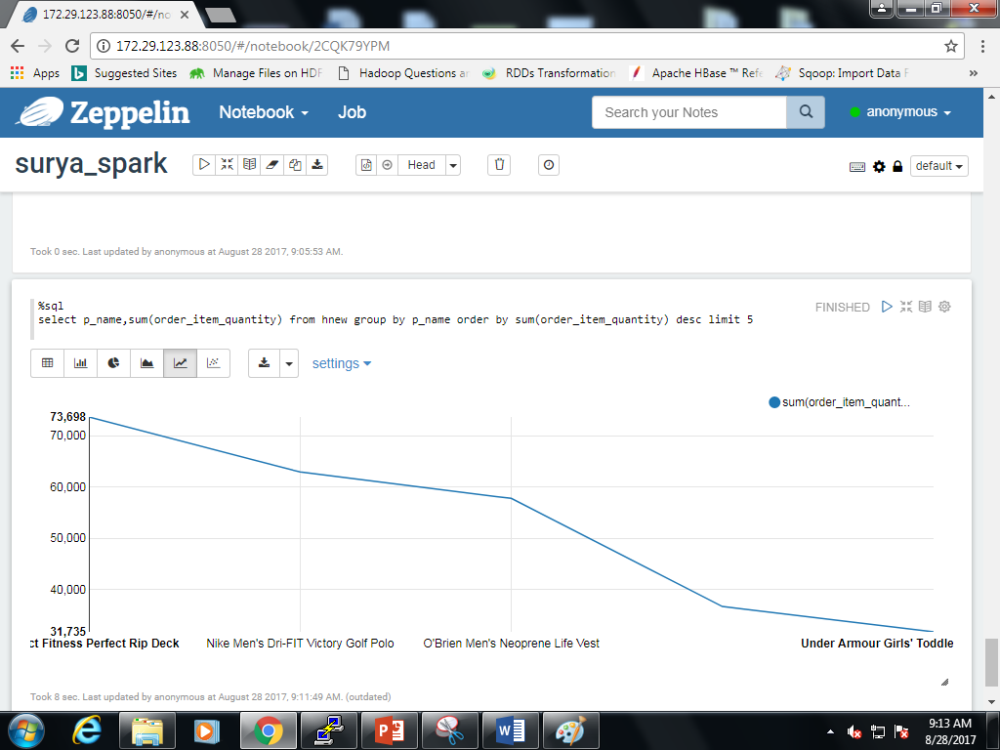 172.29.123.88:8050/#/no
172.29.123.88:8050/#/notebook/2CQK79YPM
Apps Suggested Sites Manage Files on HDF Hadoop Questions an RDDs Transformation Apache HBase ™ Refe Sqoop: Import Data F »
Zeppelin Notebook Job Search your Notes anonymous
surya_spark Head default
Took 0 sec. Last updated by anonymous at August 28 2017, 9:05:53 AM.
%sql
select p_name,sum(order_item_quantity) from hnew group by p_name order by sum(order_item_quantity) desc limit 5
FINISHED
settings
sum(order_item_quant...
73,698
70,000
60,000
50,000
40,000
31,735
ct Fitness Perfect Rip Deck Nike Men's Dri-FIT Victory Golf Polo O'Brien Men's Neoprene Life Vest Under Armour Girls' Toddle
Took 8 sec. Last updated by anonymous at August 28 2017, 9:11:49 AM. (outdated)
9:13 AM
8/28/2017